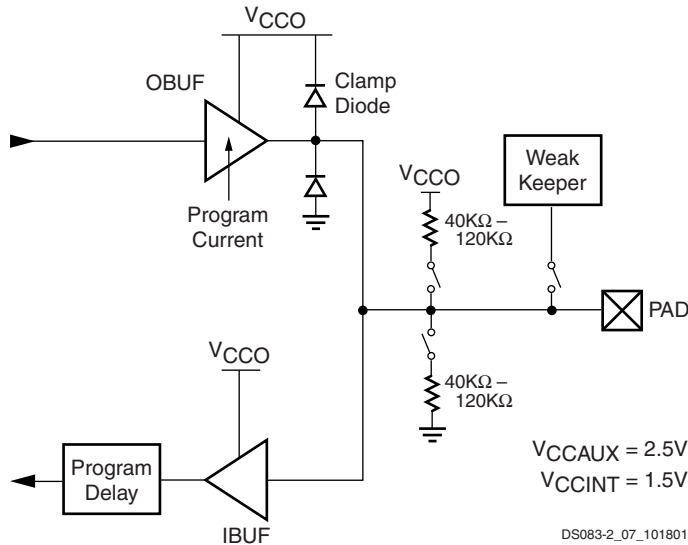 VCCO
OBUF
Clamp
Diode
Program
Current
VCCO
40KΩ –
120KΩ
Weak
Keeper
PAD
40KΩ –
120KΩ
VCCO
Program
Delay
IBUF
VCCAUX = 2.5V
VCCINT = 1.5V
DS083-2_07_101801